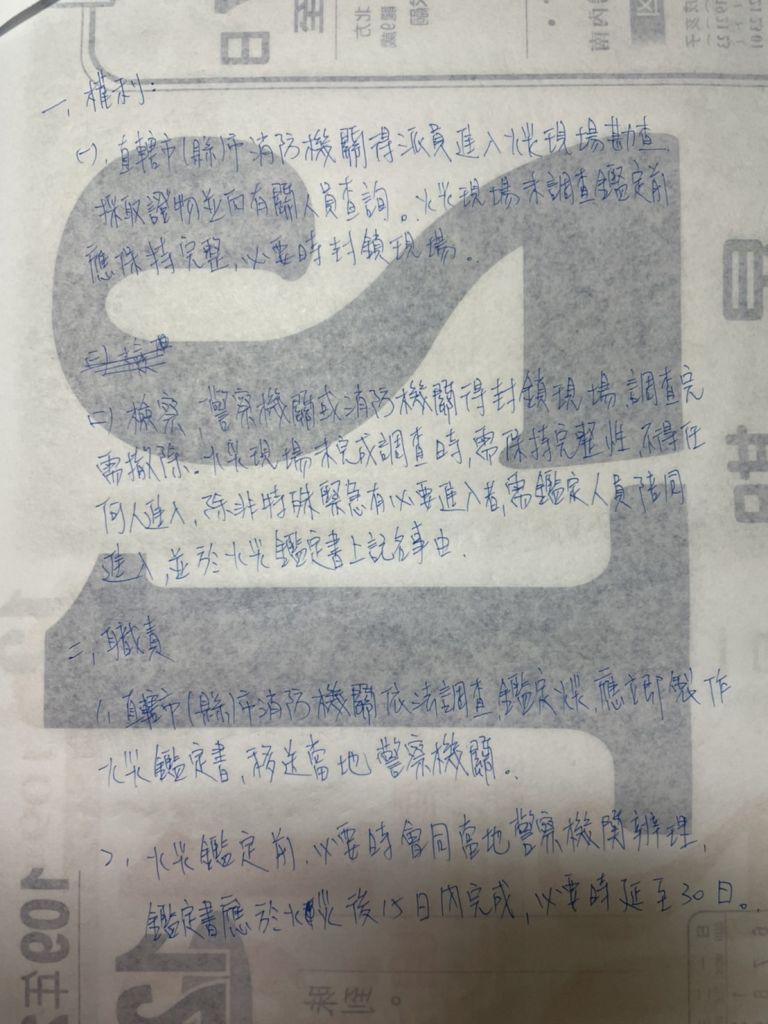 一、權利:
(一)、直轄市(縣)市消防機關得派員進入火災現場勘查
採取證物並向有關人員查詢。火災現場未調查鑑定前
應保持完整,必要時封鎖現場。
(二) 檢察,警察機關或消防機關得封鎖現場,調查完
需撤除。火災現場未完成調查時,需保持完整性,不得任
何人進入,除非特殊緊急有必要進入者,需鑑定人員陪同
進入,並於火災鑑定書上記名事由.
二,職責
1,直轄市(縣)市消防機關依法調查,鑑定火災,應立即製作
火災鑑定書,移送當地警察機關。
2,火災鑑定前,必要時會同當地警察機関辦理,
鑑定書應於火災後15日內完成,必要時延至30日。
109年